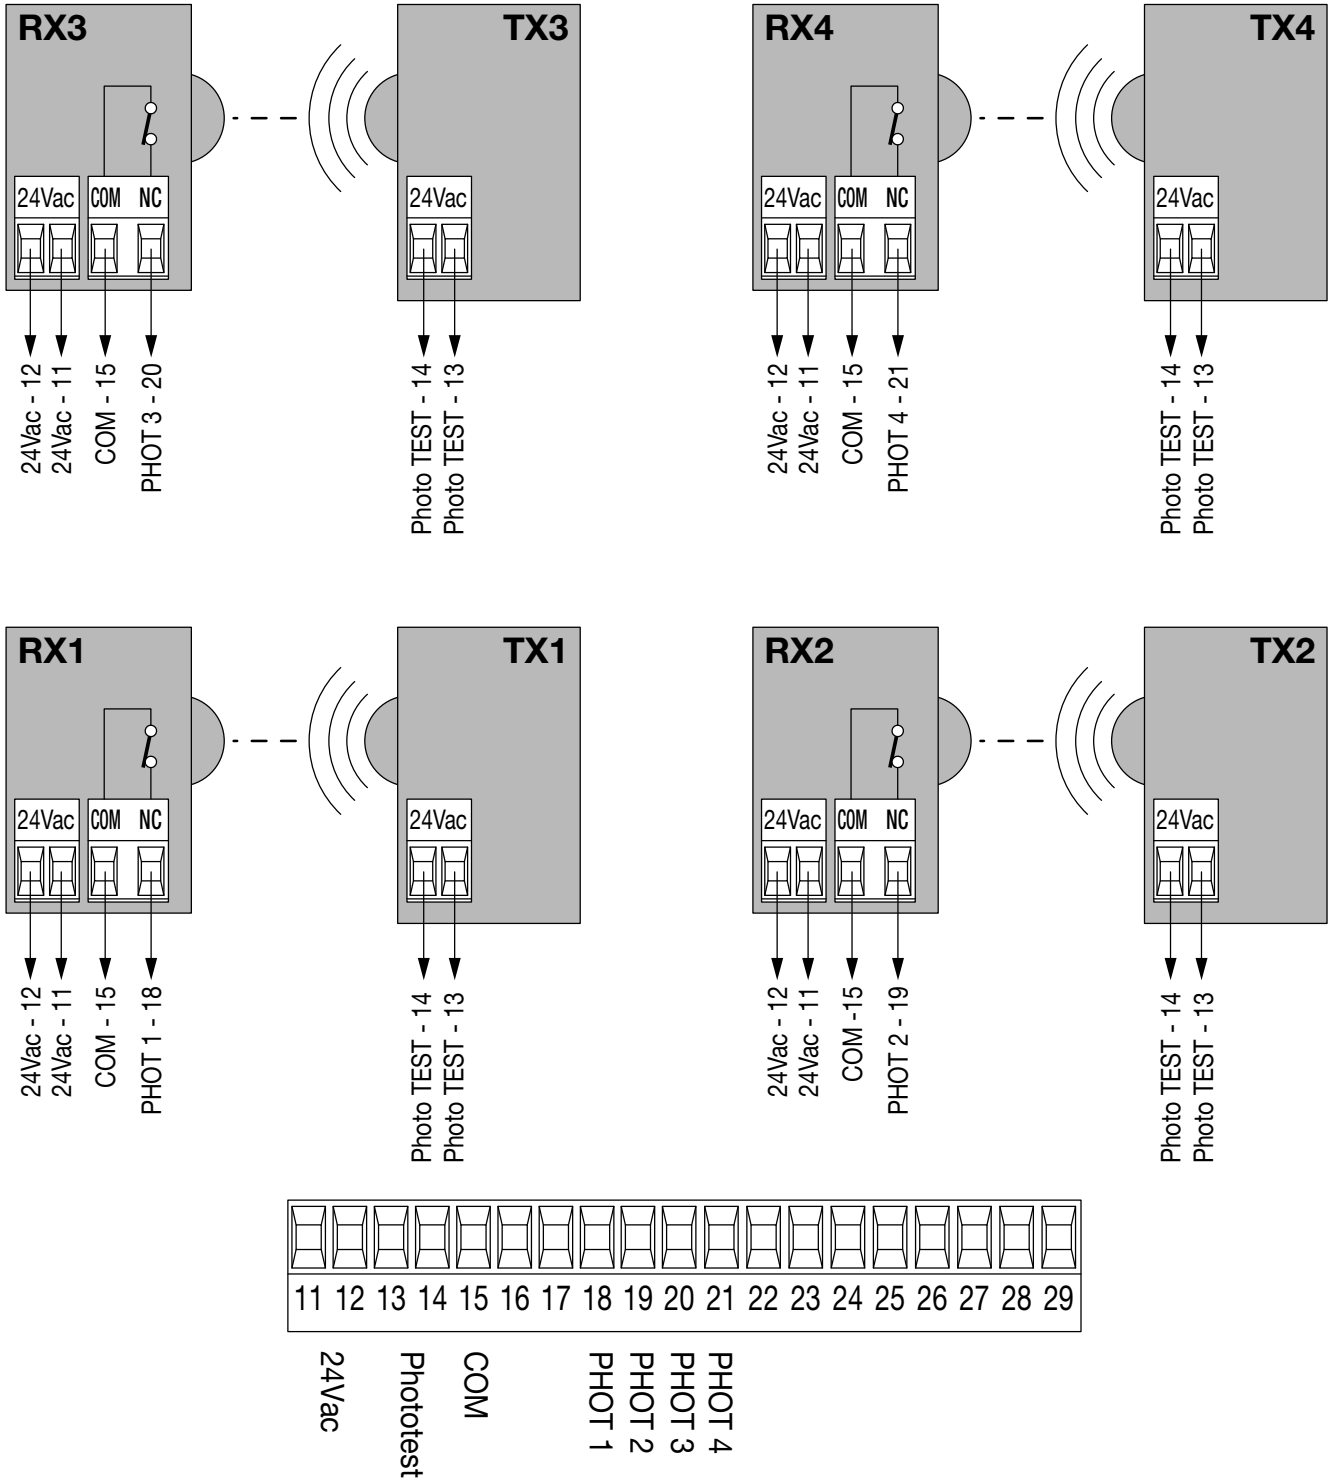 RX3
TX3
RX4
TX4
24Vac COM NC
24Vac
24Vac COM NC
24Vac
24Vac - 12
24Vac - 11
COM - 15
PHOT 3 - 20
Photo TEST - 14
Photo TEST - 13
24Vac - 12
24Vac - 11
COM - 15
PHOT 4 - 21
Photo TEST - 14
Photo TEST - 13
RX1
TX1
RX2
TX2
24Vac COM NC
24Vac
24Vac COM NC
24Vac
24Vac - 12
24Vac - 11
COM - 15
PHOT 1 - 18
Photo TEST - 14
Photo TEST - 13
24Vac - 12
24Vac - 11
COM -15
PHOT 2 - 19
Photo TEST - 14
Photo TEST - 13
11 12 13 14 15 16 17 18 19 20 21 22 23 24 25 26 27 28 29
24Vac
Phototest
COM
PHOT 1
PHOT 2
PHOT 3
PHOT 4